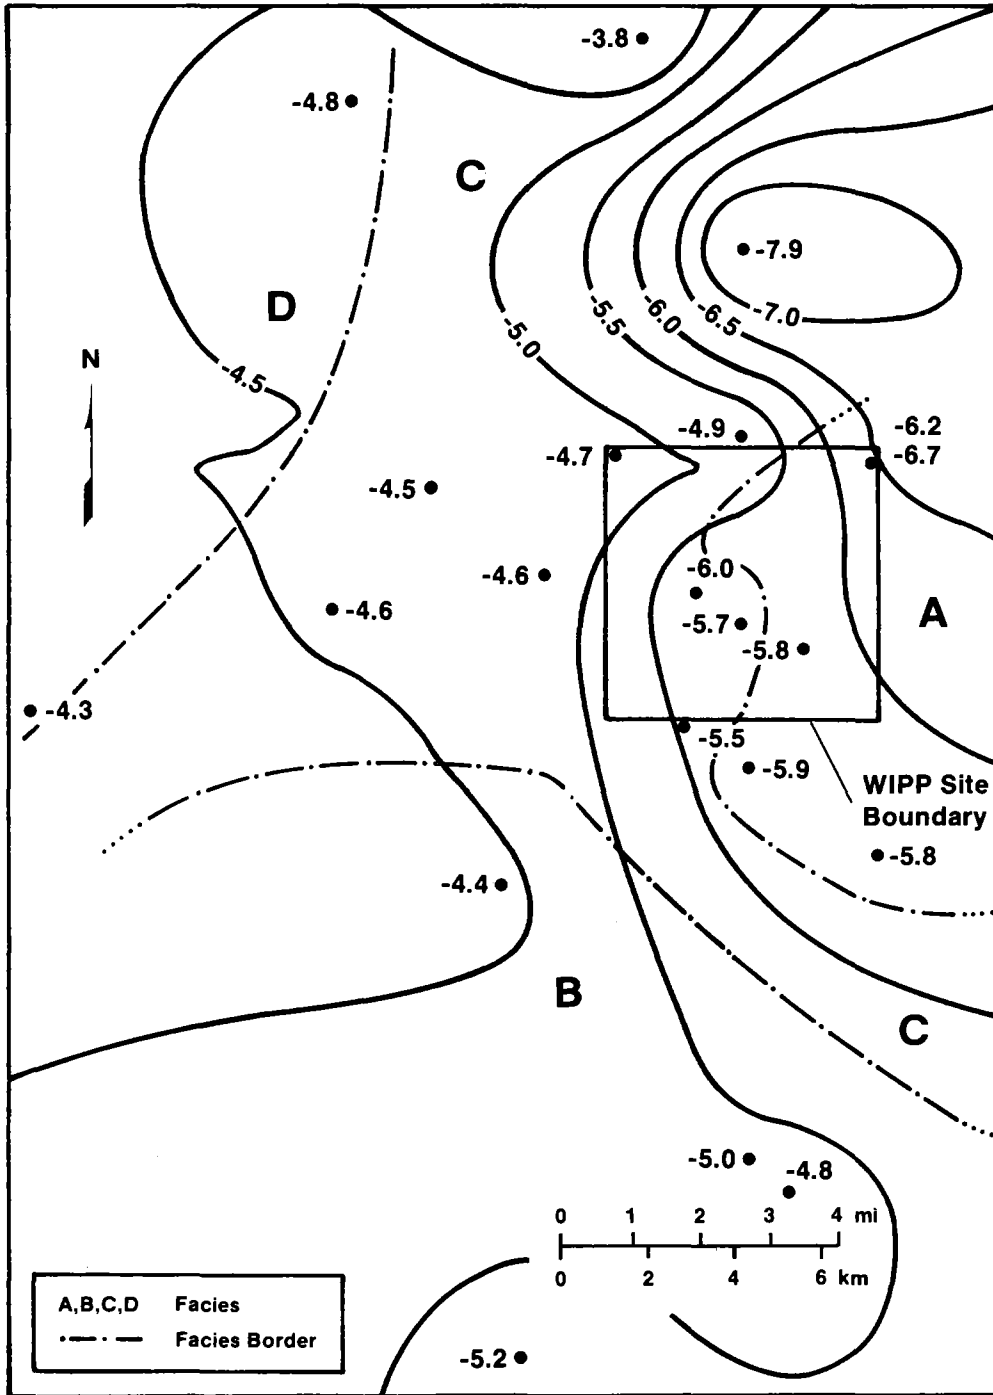 -3.8
-4.8
C
-7.9
D
-7.0
-6.5
-6.0
-5.5
-5.0
N
-4.5
-4.9
-6.2
-4.7
-6.7
-4.5
-6.0
-4.6
-4.6
-5.7
A
-5.8
-4.3
-5.5
-5.9
WIPP Site
Boundary
-5.8
-4.4
B
C
-5.0
-4.8
0 1 2 3 4 mi
0 2 4 6 km
A,B,C,D Facies
Facies Border
-5.2